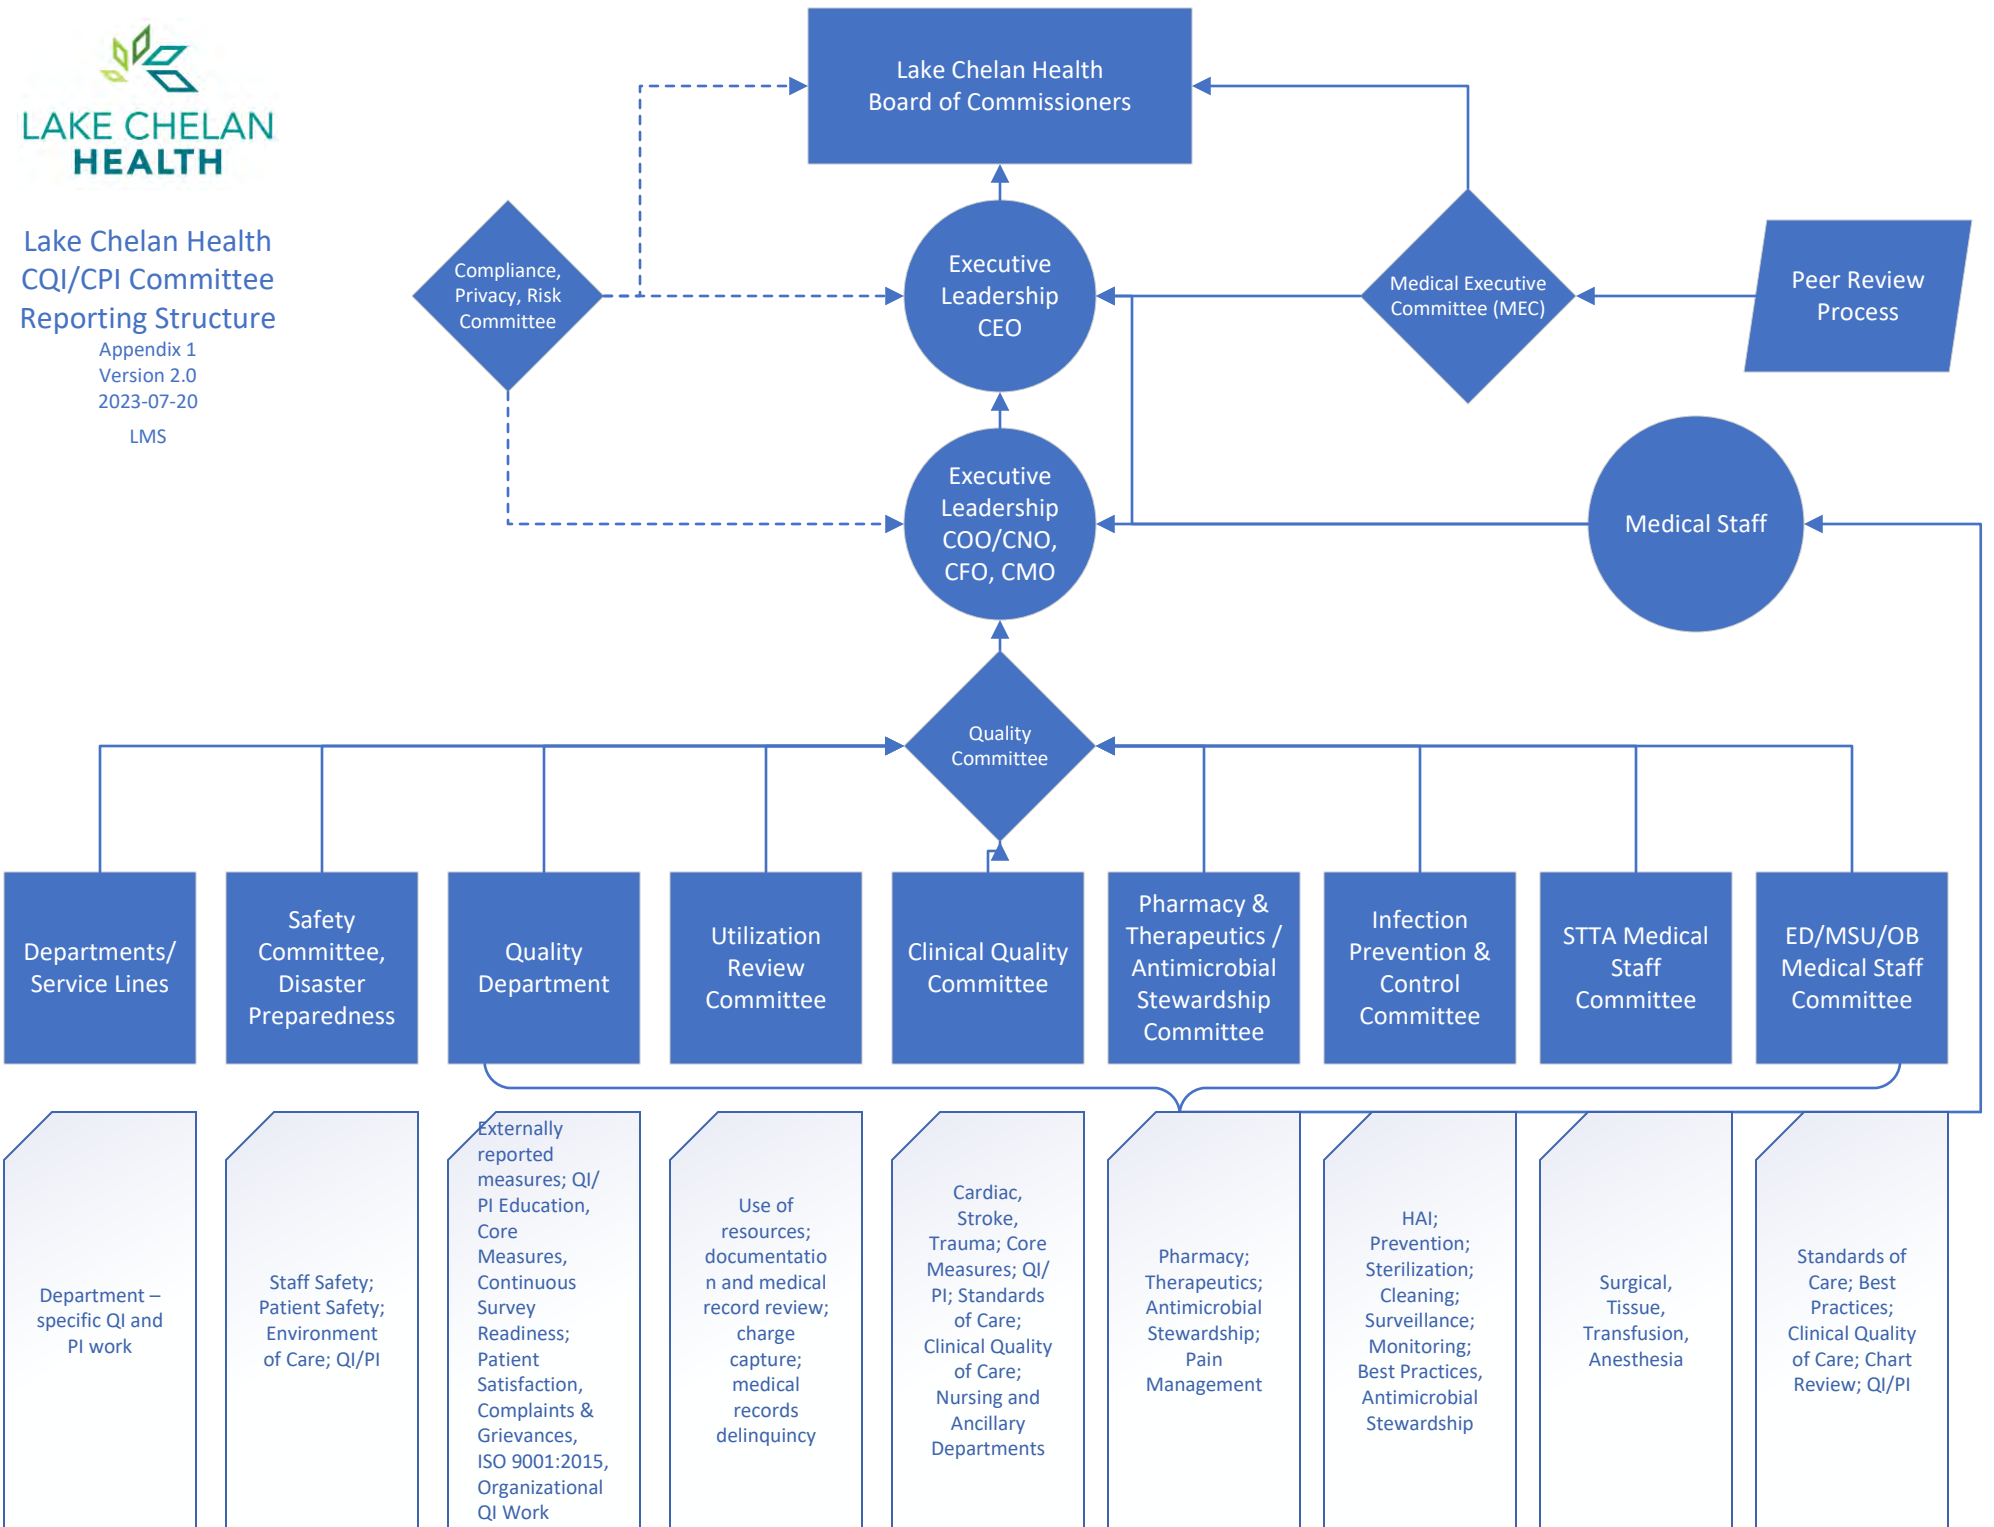 LAKE CHELAN
HEALTH
Lake Chelan Health
CQI/CPI Committee
Reporting Structure
Appendix 1
Version 2.0
2023-07-20
LMS
Lake Chelan Health
Board of Commissioners
Compliance,
Privacy, Risk
Committee
Executive
Leadership
CEO
Medical Executive
Committee (MEC)
Peer Review
Process
Executive
Leadership
COO/CNO,
CFO, CMO
Medical Staff
Quality
Committee
Departments/
Service Lines
Safety
Committee,
Disaster
Preparedness
Quality
Department
Utilization
Review
Committee
Clinical Quality
Committee
Pharmacy &
Therapeutics /
Antimicrobial
Stewardship
Committee
Infection
Prevention &
Control
Committee
STTA Medical
Staff
Committee
ED/MSU/OB
Medical Staff
Committee
Department –
specific QI and
PI work
Staff Safety;
Patient Safety;
Environment
of Care; QI/PI
Externally
reported
measures; QI/
PI Education,
Core
Measures,
Continuous
Survey
Readiness;
Patient
Satisfaction,
Complaints &
Grievances,
ISO 9001:2015,
Organizational
QI Work
Use of
resources;
documentatio
n and medical
record review;
charge
capture;
medical
records
delinquincy
Cardiac,
Stroke,
Trauma; Core
Measures; QI/
PI; Standards
of Care;
Clinical Quality
of Care;
Nursing and
Ancillary
Departments
Pharmacy;
Therapeutics;
Antimicrobial
Stewardship;
Pain
Management
HAI;
Prevention;
Sterilization;
Cleaning;
Surveillance;
Monitoring;
Best Practices,
Antimicrobial
Stewardship
Surgical,
Tissue,
Transfusion,
Anesthesia
Standards of
Care; Best
Practices;
Clinical Quality
of Care; Chart
Review; QI/PI